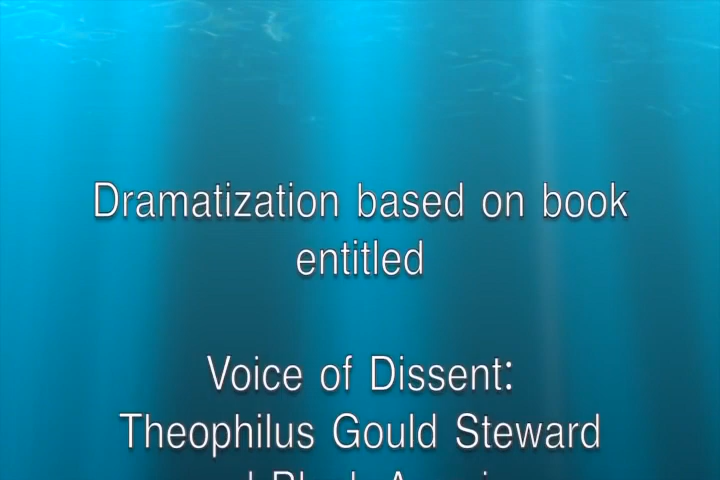 Dramatization based on book
entitled
Voice of Dissent:
Theophilus Gould Steward